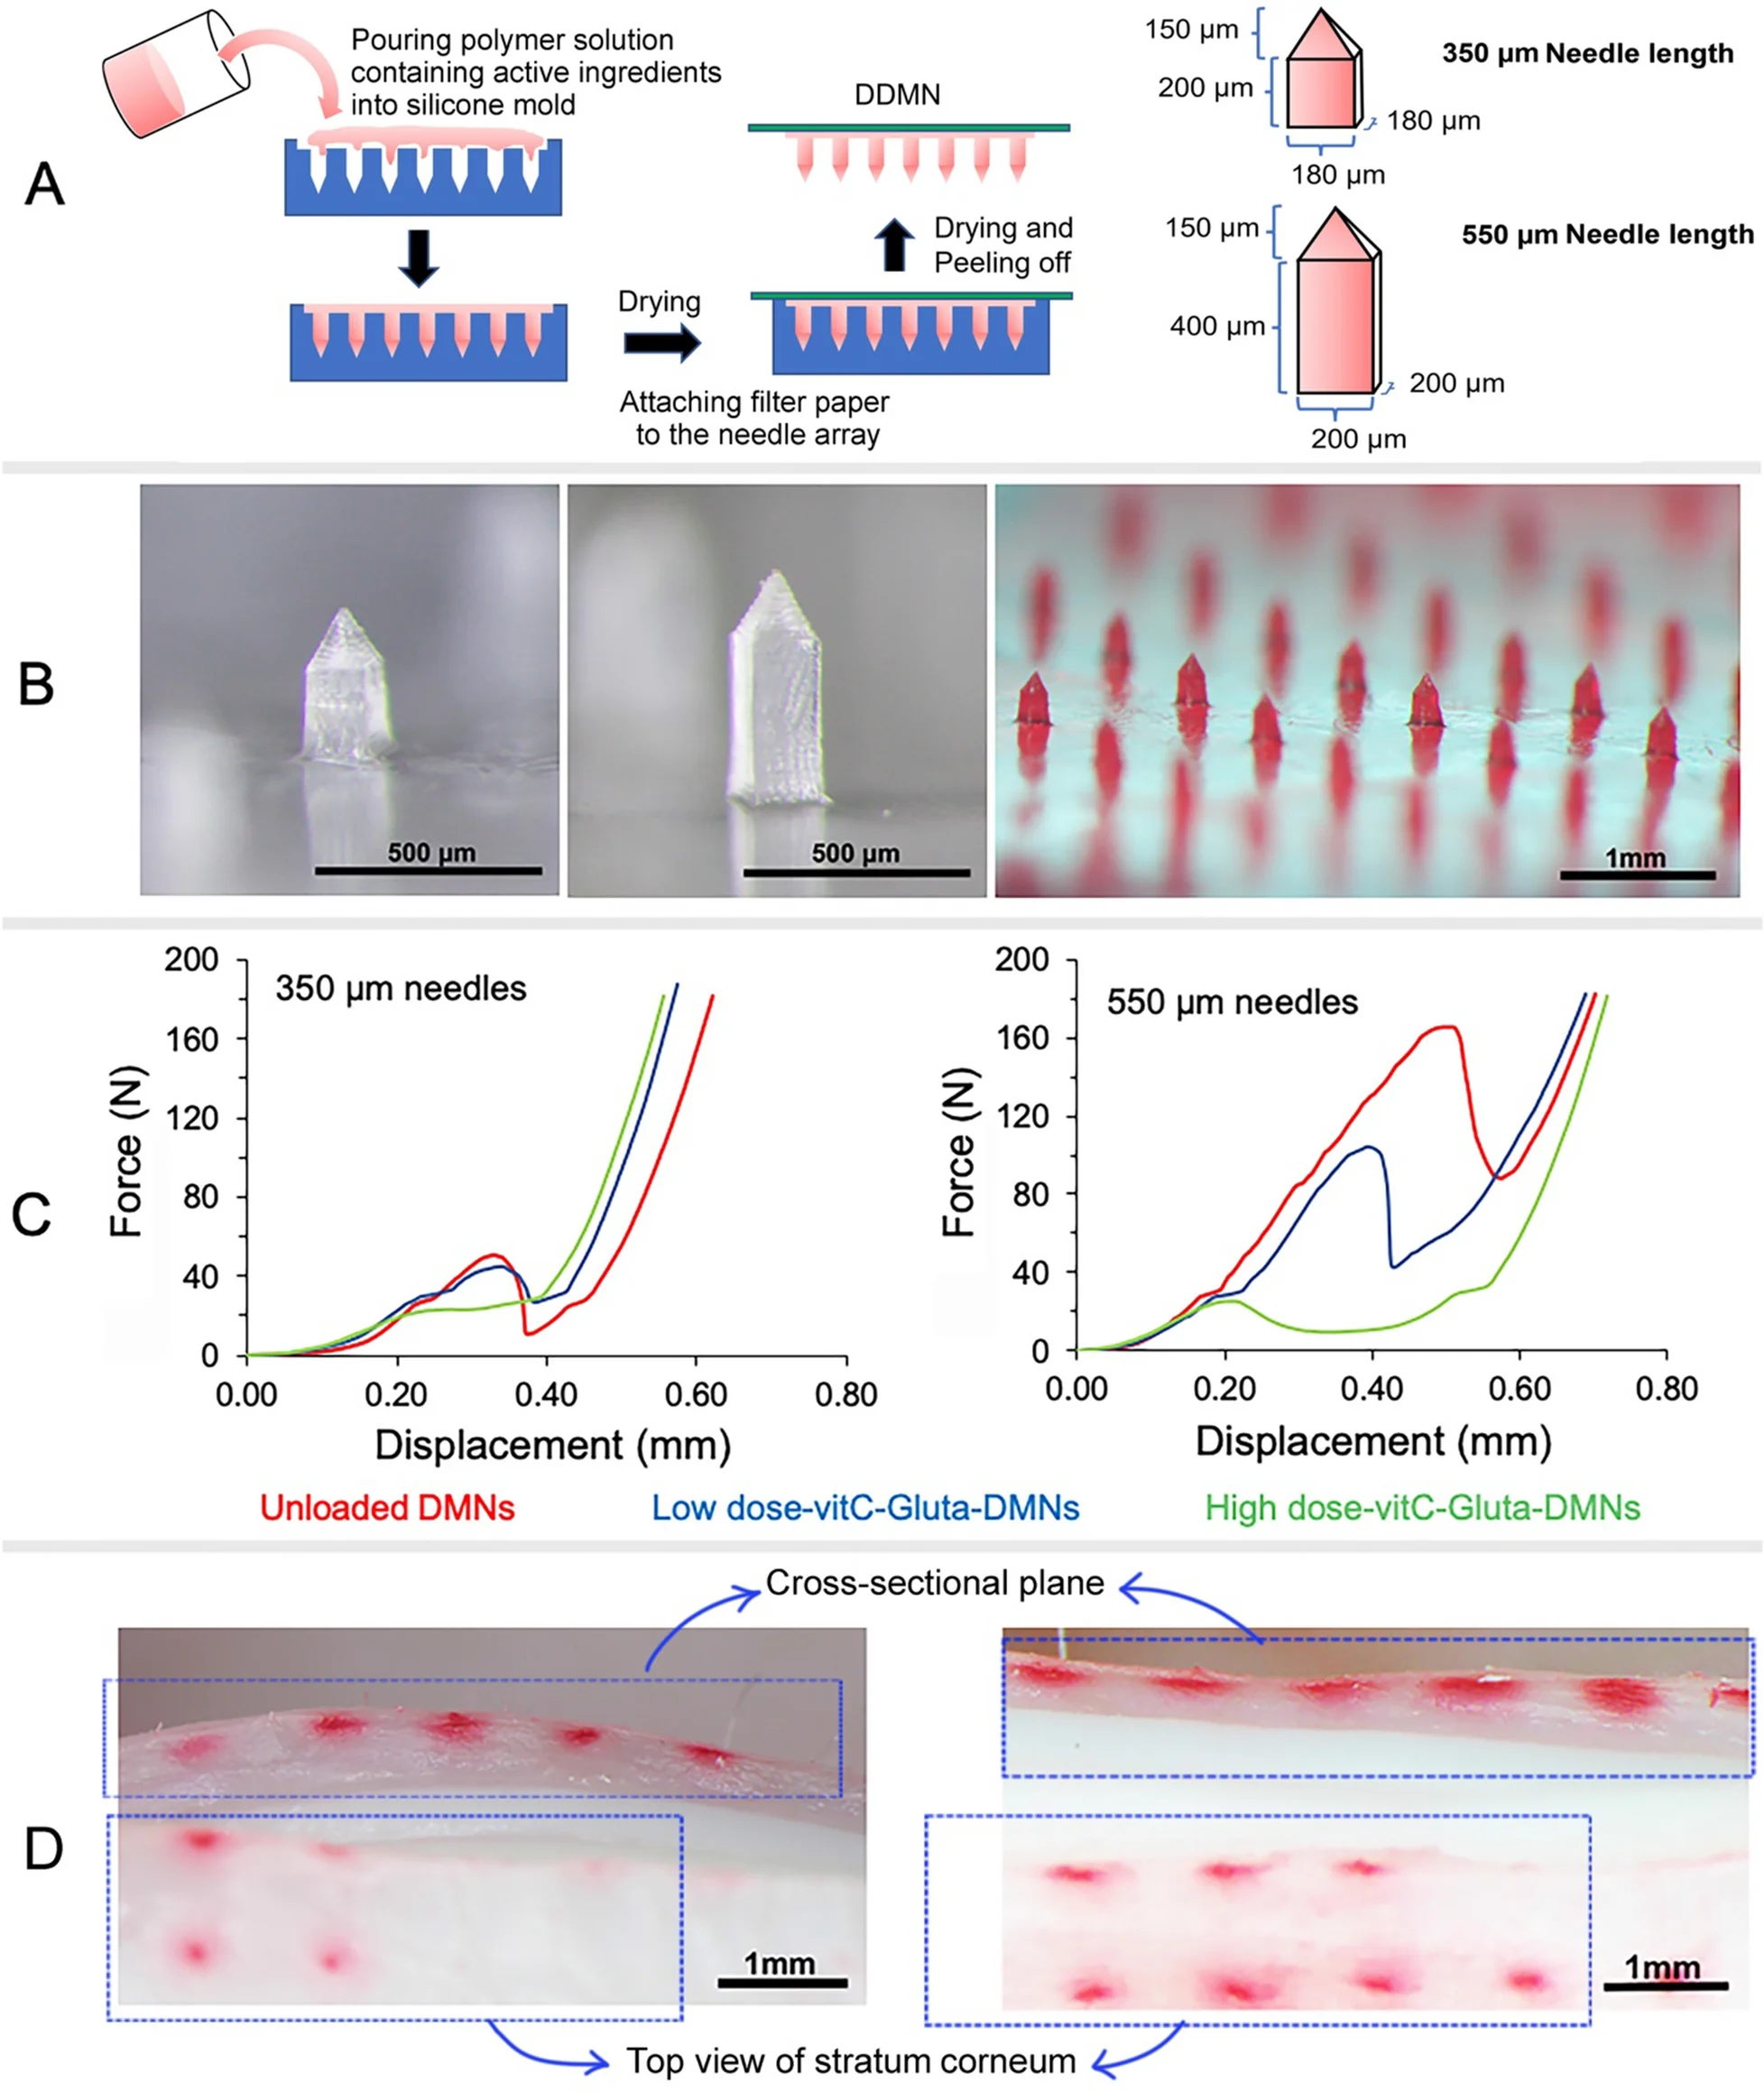 A
Pouring polymer solution
containing active ingredients
into silicone mold
Drying
Attaching filter paper
to the needle array
DDMN
Drying and
Peeling off
150 µm
200 µm
180 µm
180 µm
350 µm Needle length
150 µm
400 µm
200 µm
200 µm
550 µm Needle length
B
500 µm
500 µm
1mm
C
350 µm needles
Force (N)
200
160
120
80
40
0
0.00 0.20 0.40 0.60 0.80
Displacement (mm)
550 µm needles
Force (N)
200
160
120
80
40
0
0.00 0.20 0.40 0.60 0.80
Displacement (mm)
Unloaded DMNs Low dose-vitC-Gluta-DMNs High dose-vitC-Gluta-DMNs
D
Cross-sectional plane
1mm
1mm
Top view of stratum corneum